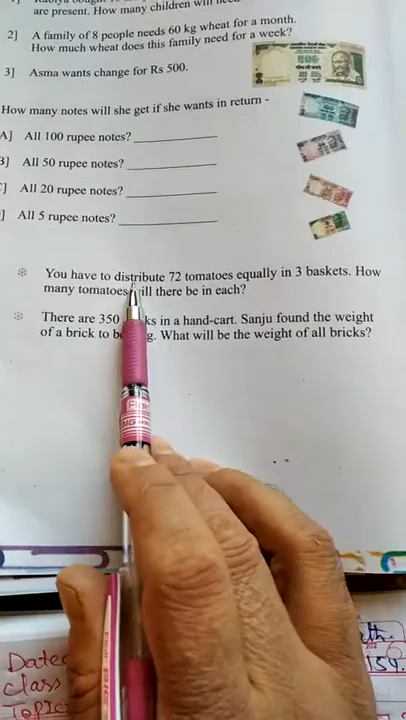 are present. How many children will need
2] A family of 8 people needs 60 kg wheat for a month.
How much wheat does this family need for a week?
3] Asma wants change for Rs 500.
How many notes will she get if she wants in return -
A] All 100 rupee notes?
B] All 50 rupee notes?
C] All 20 rupee notes?
] All 5 rupee notes?
You have to distribute 72 tomatoes equally in 3 baskets. How
many tomatoes will there be in each?
There are 350 ks in a hand-cart. Sanju found the weight
of a brick to be g. What will be the weight of all bricks?
Date
Class
Topic